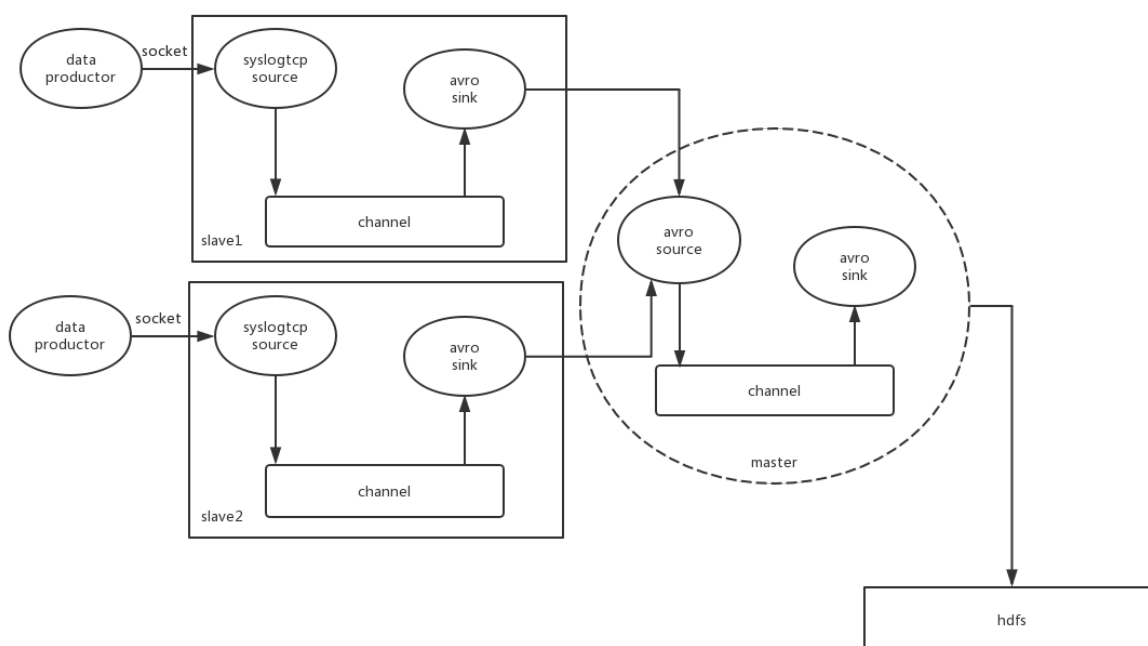 data
productor
socket
syslogtcp
source
avro
sink
channel
slave1
data
productor
socket
syslogtcp
source
avro
sink
channel
slave2
avro
source
avro
sink
channel
master
hdfs